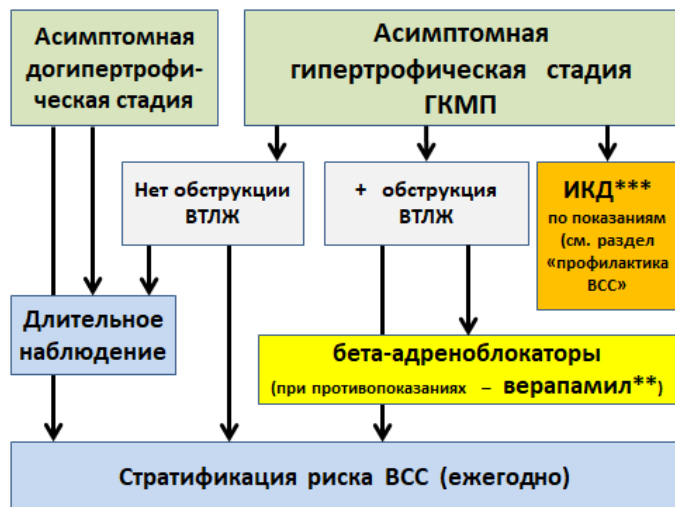 Асимптомная
догипертрофи-
ческая стадия
Асимптомная
гипертрофическая стадия
ГКМП
Нет обструкции
ВТЛЖ
+ обструкция
ВТЛЖ
ИКД***
по показаниям
(см. раздел
«профилактика
ВСС»
Длительное
наблюдение
бета-адреноблокаторы
(при противопоказаниях – верапамил**)
Стратификация риска ВСС (ежегодно)